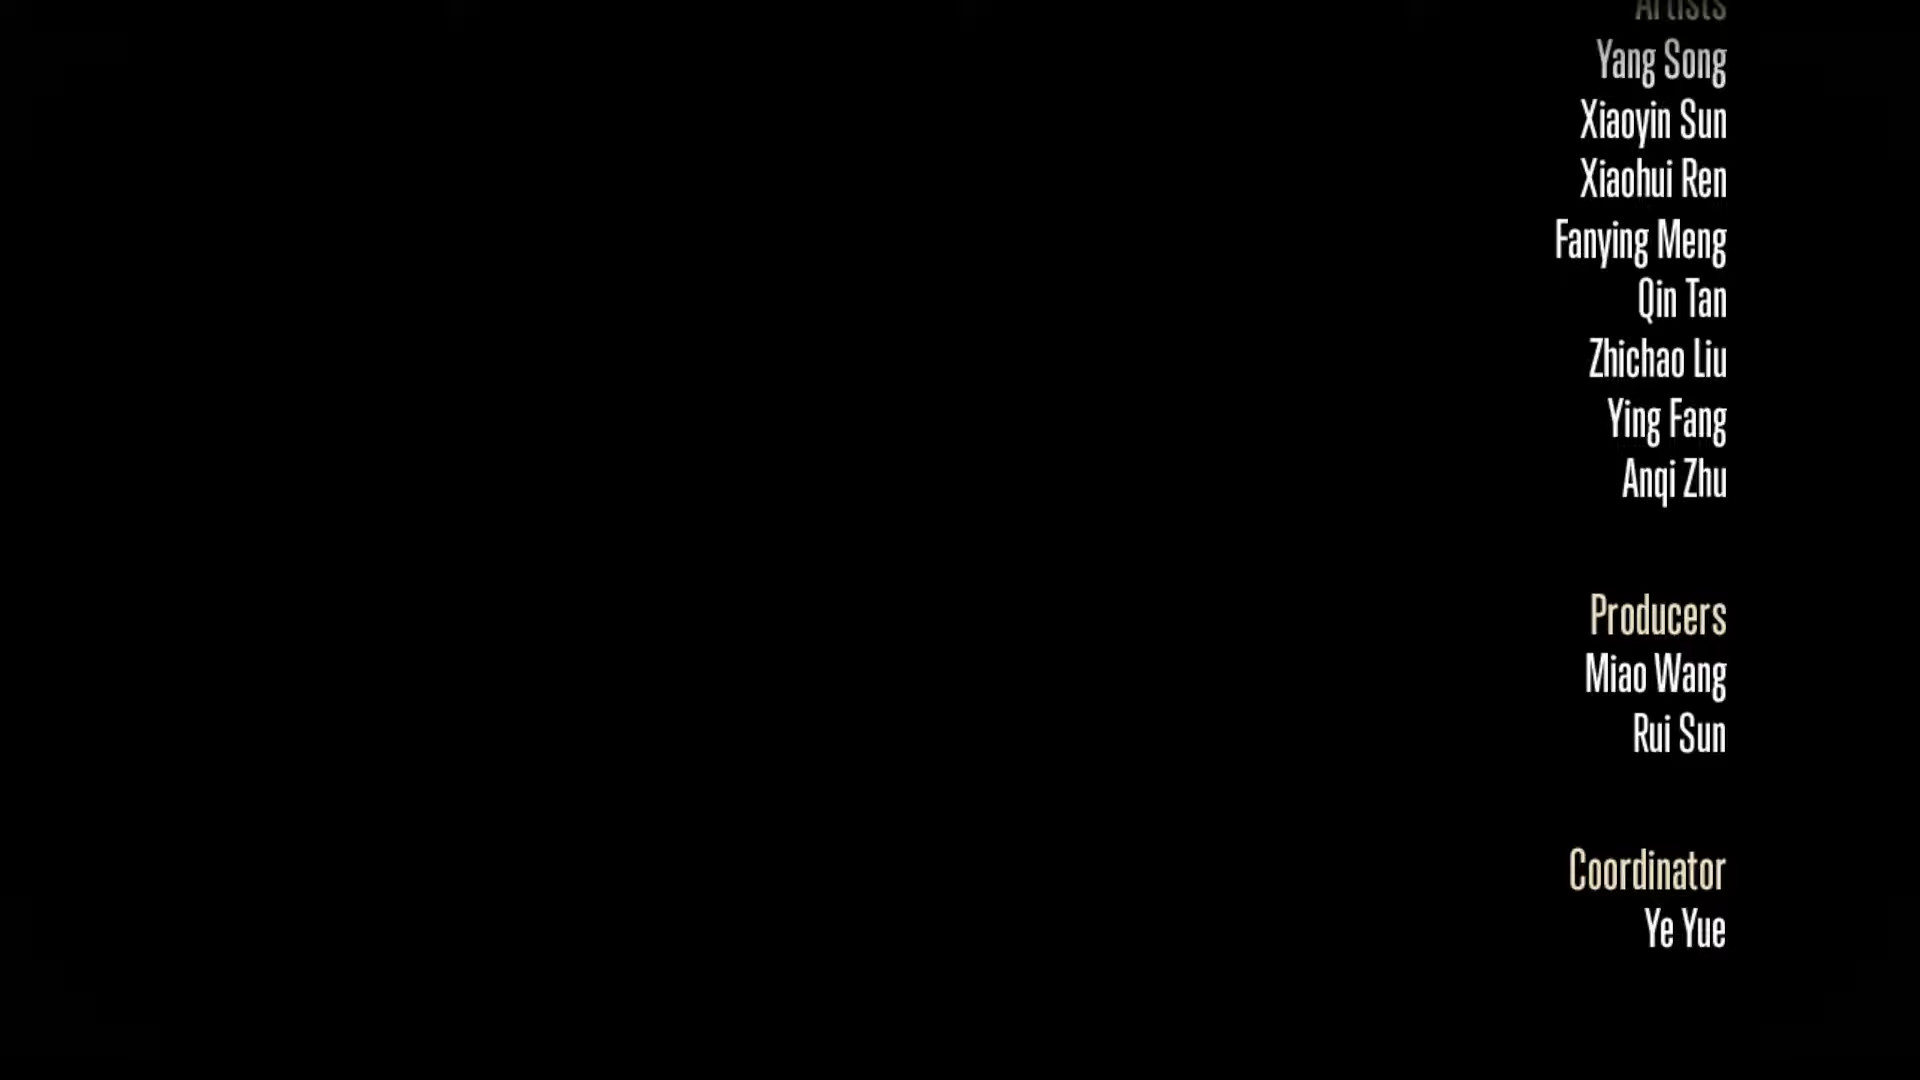 Artists
Yang Song
Xiaoyin Sun
Xiaohui Ren
Fanying Meng
Qin Tan
Zhichao Liu
Ying Fang
Anqi Zhu
Producers
Miao Wang
Rui Sun
Coordinator
Ye Yue